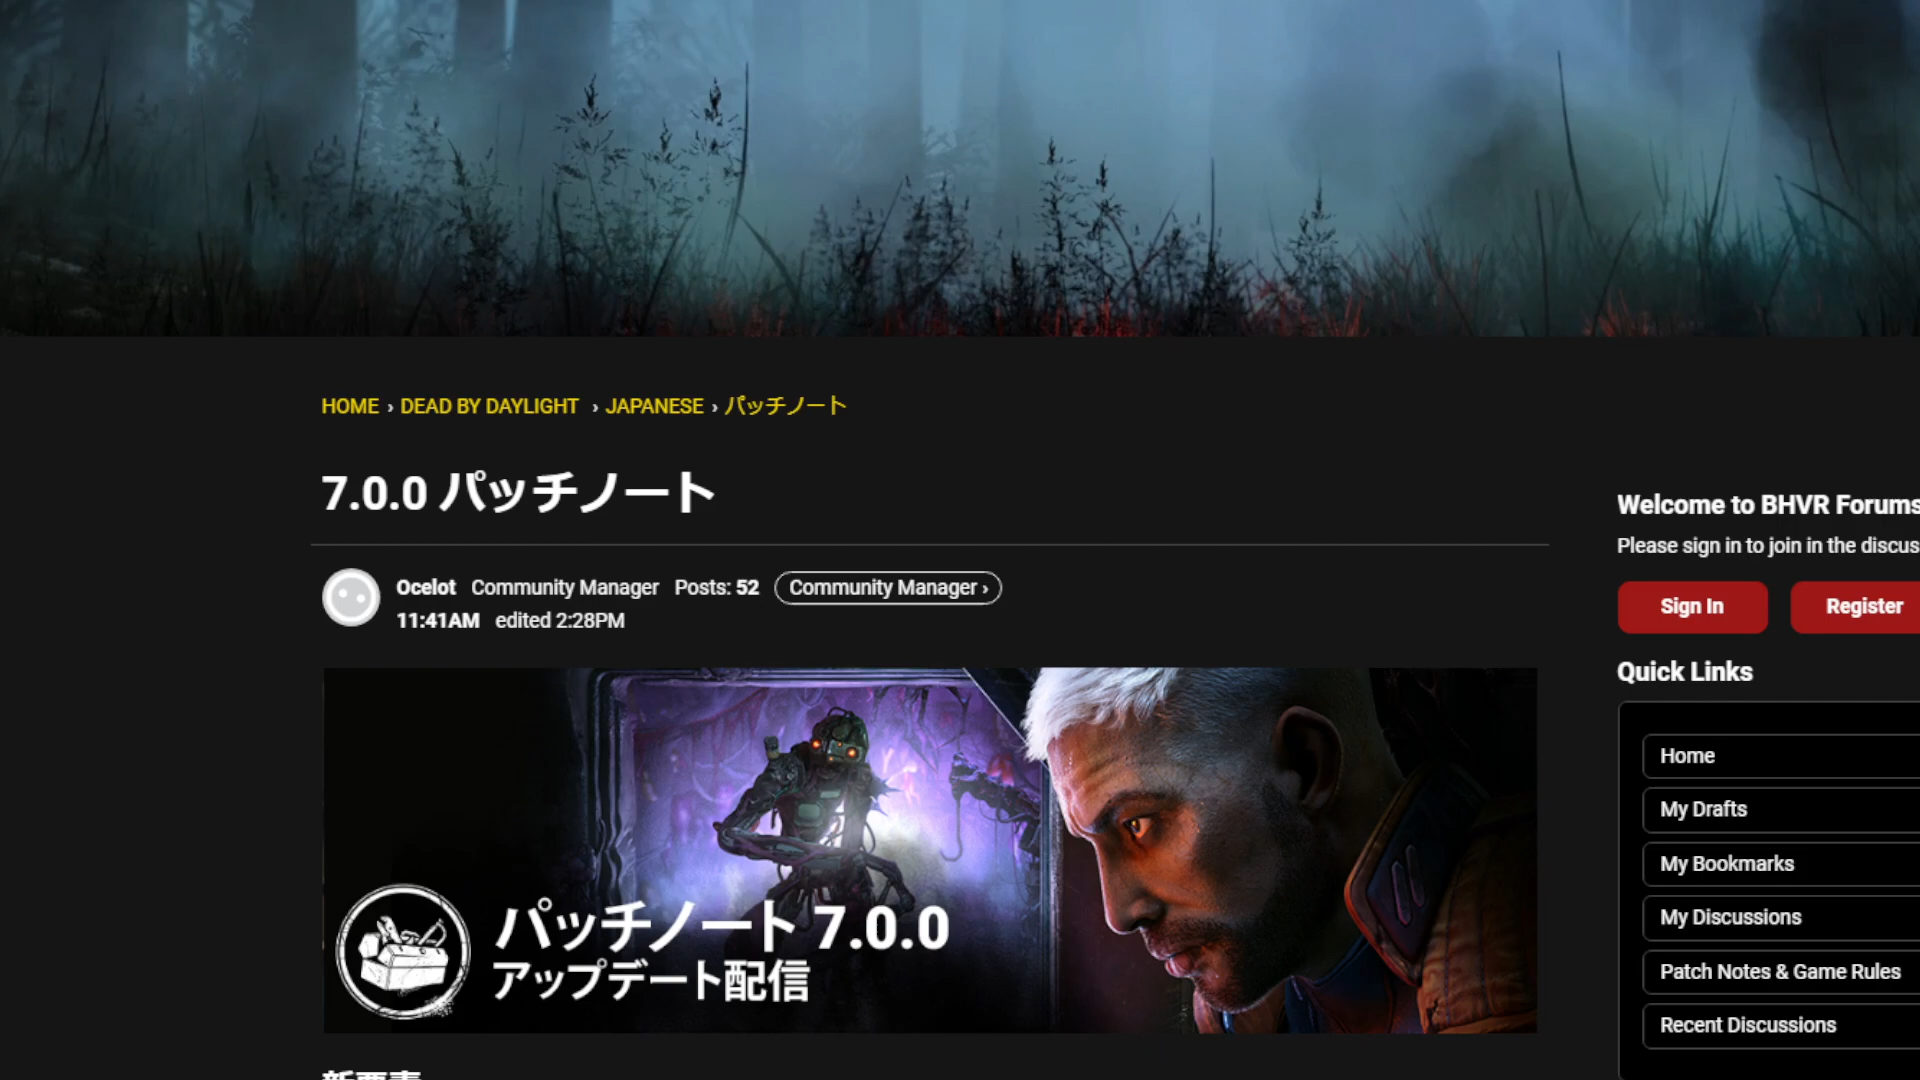 HOME › DEAD BY DAYLIGHT › JAPANESE › パッチノート
7.0.0 パッチノート
Ocelot Community Manager Posts: 52 Community Manager ›
11:41AM edited 2:28PM
パッチノート 7.0.0
アップデート配信
新要素
Welcome to BHVR Forums
Please sign in to join in the discus
Sign In Register
Quick Links
Home
My Drafts
My Bookmarks
My Discussions
Patch Notes & Game Rules
Recent Discussions